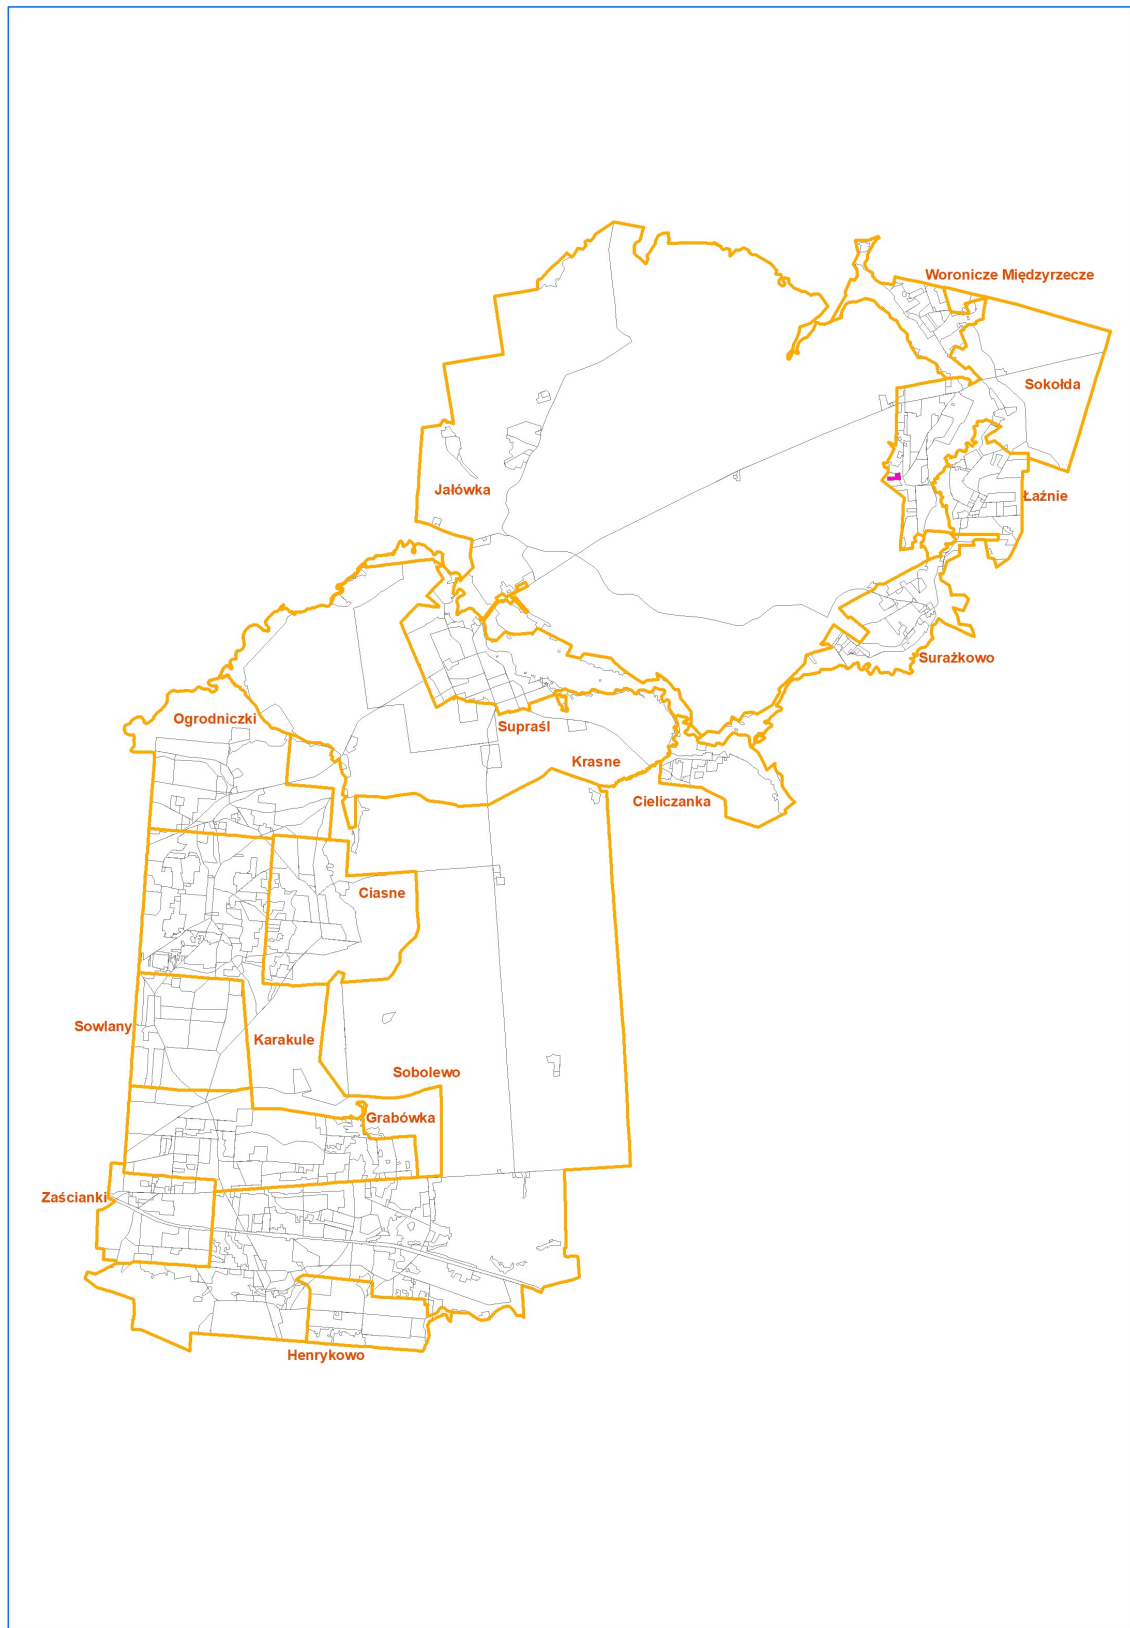 Woronicze Międzyrzecze
Sokołda
Jałówka
Łaźnie
Surażkowo
Ogrodniczki
Supraśl
Krasne
Cieliczanka
Ciasne
Sowlany
Karakule
Sobolewo
Grabówka
Zaścianki
Henrykowo